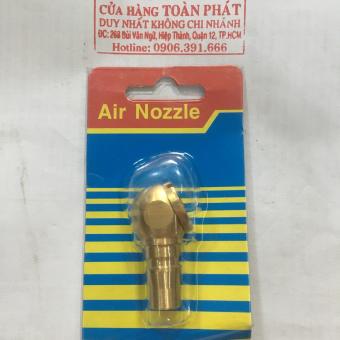 CỬA HÀNG TOÀN PHÁT
DUY NHẤT KHÔNG CHI NHÁNH
ĐC: 268 Bùi Văn Ngữ, Hiệp Thành, Quận 12, TP.HCM
Hotline: 0906.391.666
Air Nozzle